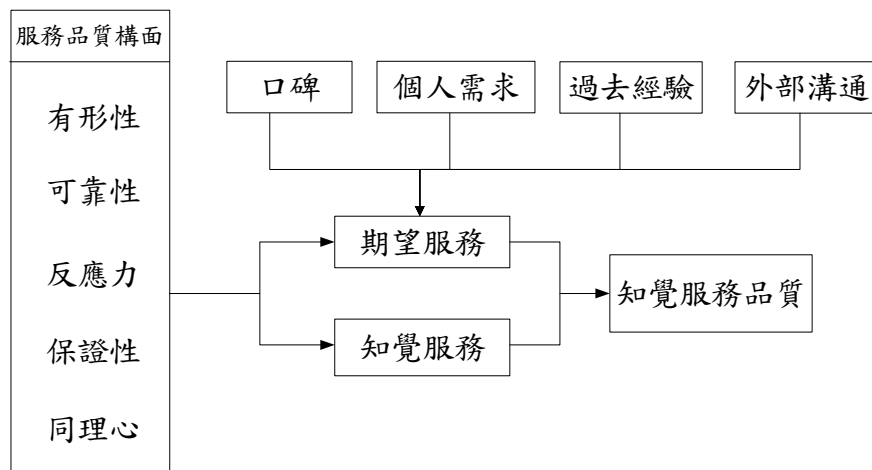 服務品質構面
有形性
可靠性
反應力
保證性
同理心
口碑
個人需求
過去經驗
外部溝通
期望服務
知覺服務
知覺服務品質